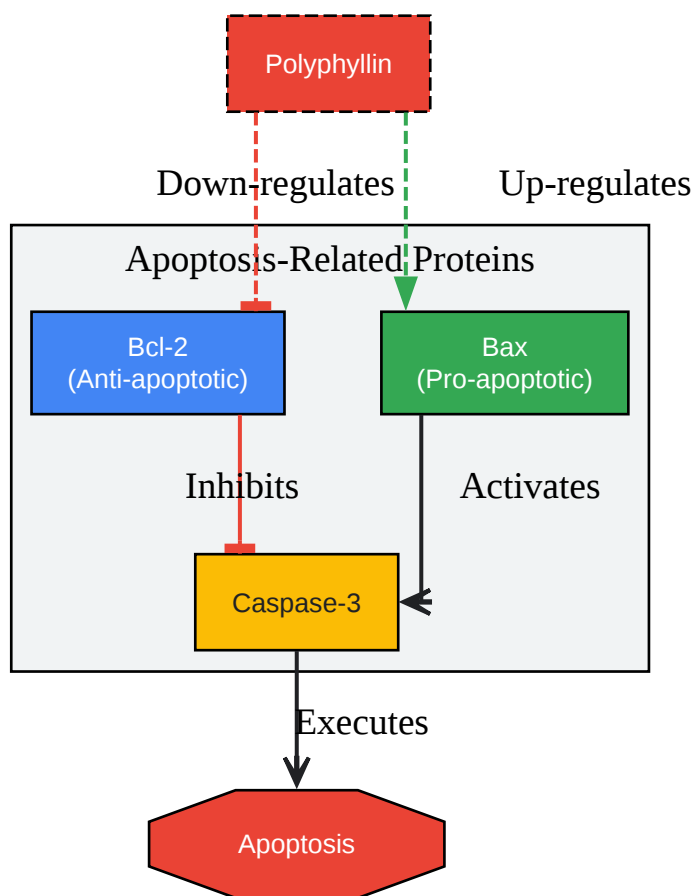 Polyphyllin
Down-regulates
Up-regulates
Apoptosis-Related Proteins
Bcl-2
(Anti-apoptotic)
Bax
(Pro-apoptotic)
Inhibits
Activates
Caspase-3
Executes
Apoptosis